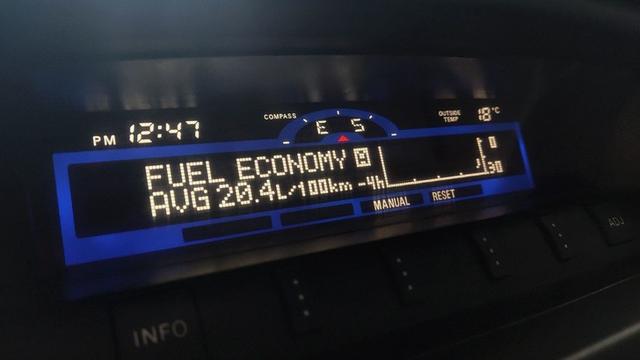 PM 12:47
COMPASS
E S
OUTSIDE TEMP 18°C
FUEL ECONOMY
AVG 20.4L/100km -4h
0
30
MANUAL RESET
INFO
ADJ